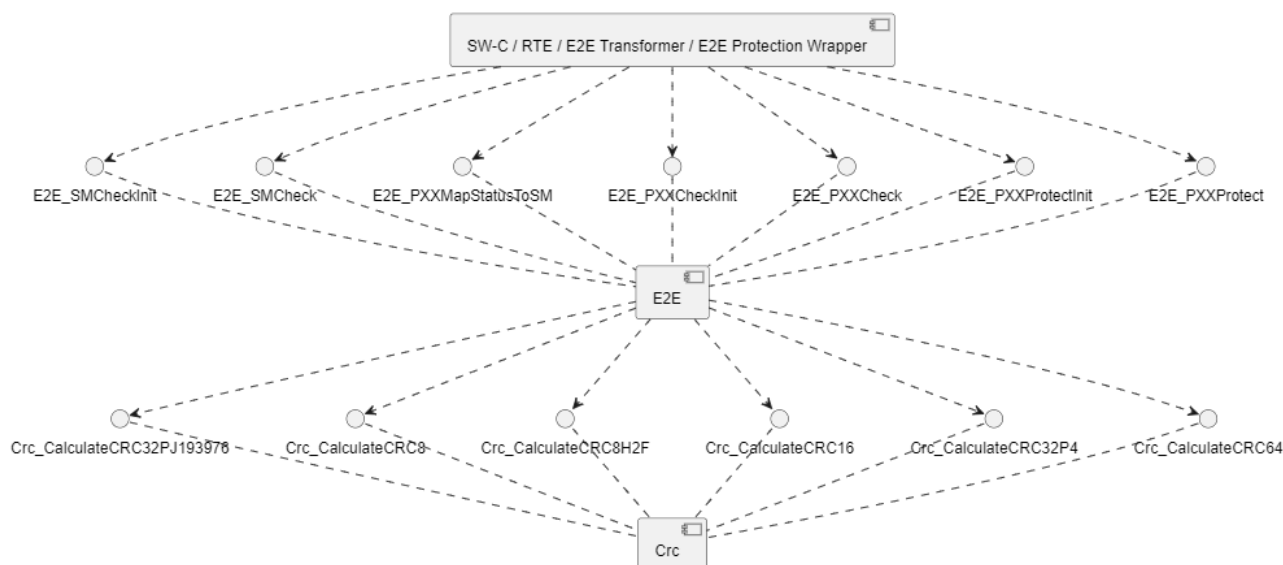 SW-C / RTE / E2E Transformer / E2E Protection Wrapper
E2E_SMCheckInit
E2E_SMCheck
E2E_PXXMapStatusToSM
E2E_PXXCheckInit
E2E_PXXCheck
E2E_PXXProtectInit
E2E_PXXProtect
E2E
Crc_CalculateCRC32PJ193976
Crc_CalculateCRC8
Crc_CalculateCRC8H2F
Crc_CalculateCRC16
Crc_CalculateCRC32P4
Crc_CalculateCRC64
Crc